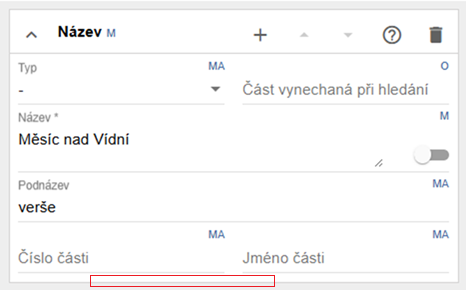 Název M
Typ MA O
- Část vynechaná při hledání
Název * M
Měsíc nad Vídní
Podnázev MA
verše
MA MA
Číslo části Jméno části